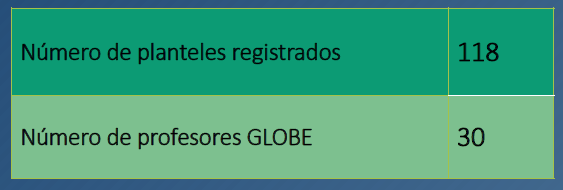 Número de planteles registrados 118
Número de profesores GLOBE 30